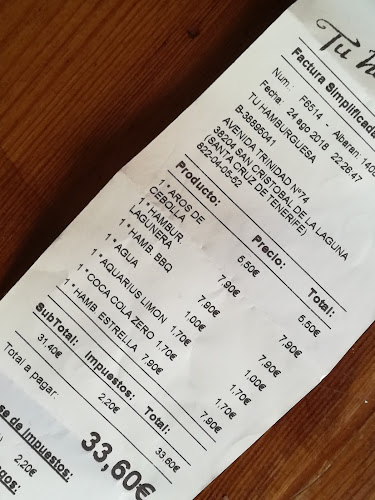 Tu
Factura Simplificada
Num.: F6514 - Albaran: 140
Fecha: 24 ago 2018 22:26:47
TU HAMBURGUESA
B-38895041
AVENIDA TRINIDAD Nº74
38204 SAN CRISTOBAL DE LA LAGUNA
(SANTA CRUZ DE TENERIFE)
822-04-05-52
Producto: Precio: Total:
1 * AROS DE CEBOLLA 5,50€ 5,50€
1 * HAMBUR LAGUNERA 7,90€ 7,90€
1 * HAMB. BBQ 7,90€ 7,90€
1 * AGUA 1,00€ 1,00€
1 * AQUARIUS LIMON 1,70€ 1,70€
1 * COCA COLA ZERO 1,70€ 1,70€
1 * HAMB. ESTRELLA 7,90€ 7,90€
SubTotal: Impuestos: Total:
31,40€ 2,20€ 33,60€
Total a pagar:
33,60€
se de impuestos:
2,20€